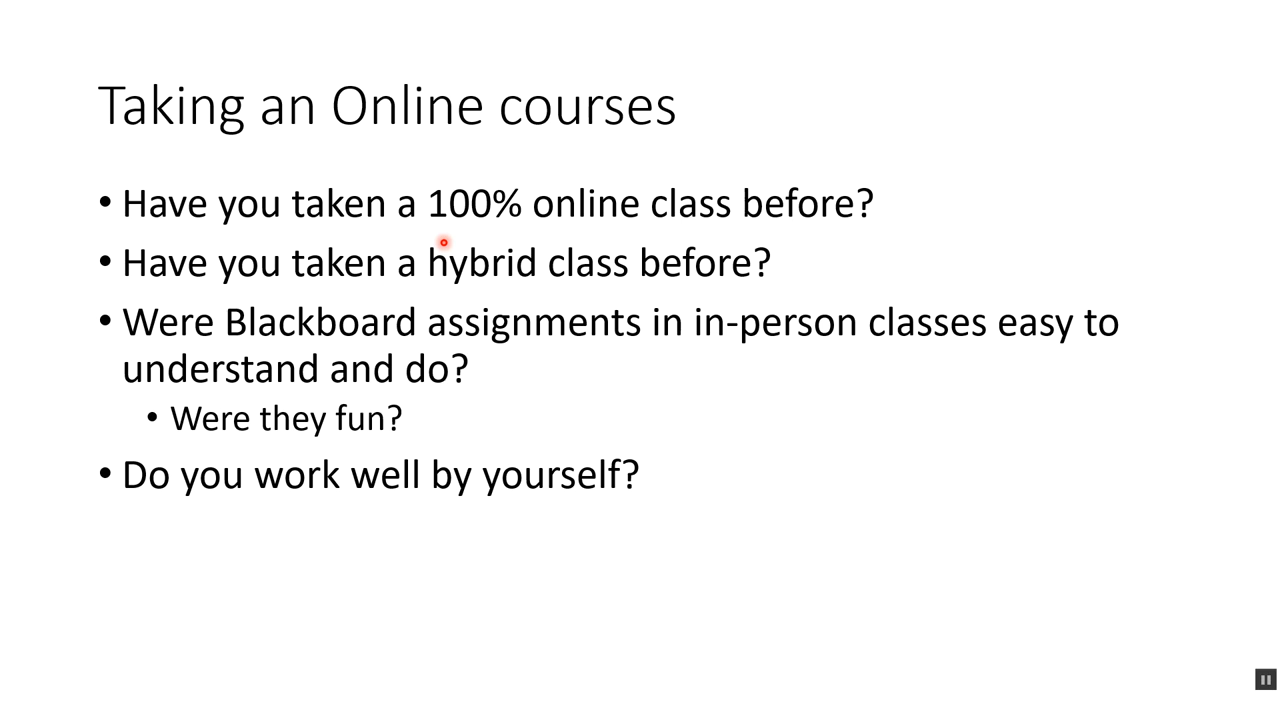 Taking an Online courses
• Have you taken a 100% online class before?
• Have you taken a hybrid class before?
• Were Blackboard assignments in in-person classes easy to
understand and do?
• Were they fun?
• Do you work well by yourself?